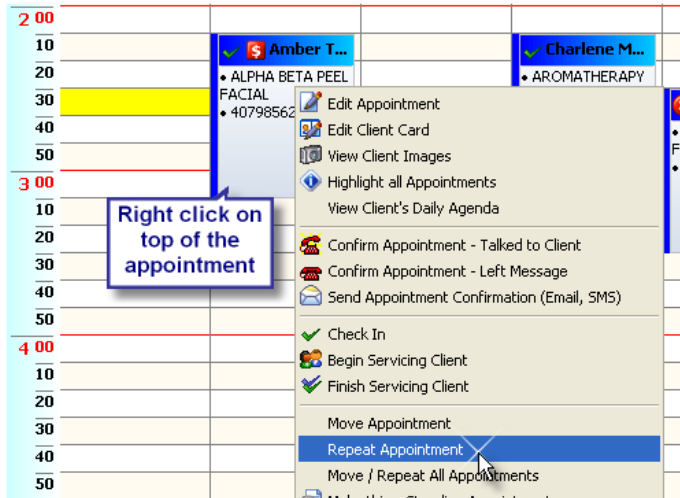 2 00
10
20
30
40
50
3 00
10
20
30
40
50
4 00
10
20
30
40
50
Amber T...
• ALPHA BETA PEEL
FACIAL
• 40798562
Charlene M...
• AROMATHERAPY
F
Right click on
top of the
appointment
Edit Appointment
Edit Client Card
View Client Images
Highlight all Appointments
View Client's Daily Agenda
Confirm Appointment - Talked to Client
Confirm Appointment - Left Message
Send Appointment Confirmation (Email, SMS)
Check In
Begin Servicing Client
Finish Servicing Client
Move Appointment
Repeat Appointment
Move / Repeat All Appointments